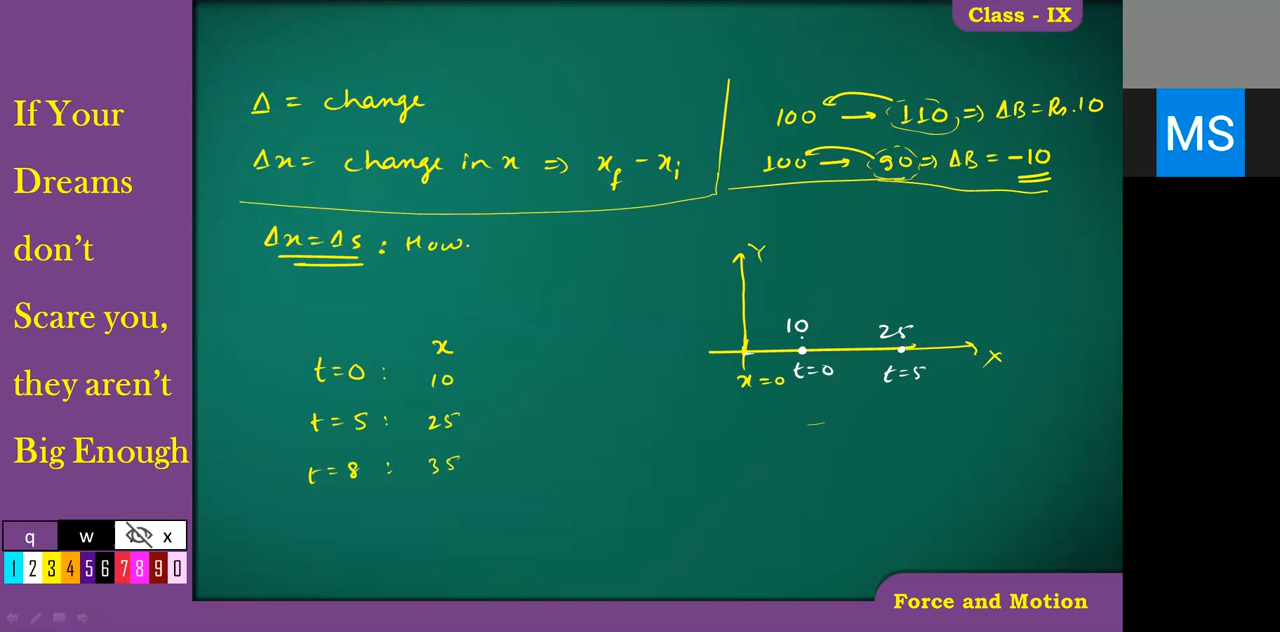 Class - IX
If Your
Dreams
don't
Scare you,
they aren't
Big Enough
Δ = change
Δx = change in x ⇒ x_f - x_i
100 → 110 ⇒ ΔB = Rs.10
100 → 90 ⇒ ΔB = -10
Δx = Δs : How.
x
t=0 : 10
t=5 : 25
t=8 : 35
Y
10 25
x=0 t=0 t=5 X
MS
q w x
1 2 3 4 5 6 7 8 9 0
Force and Motion